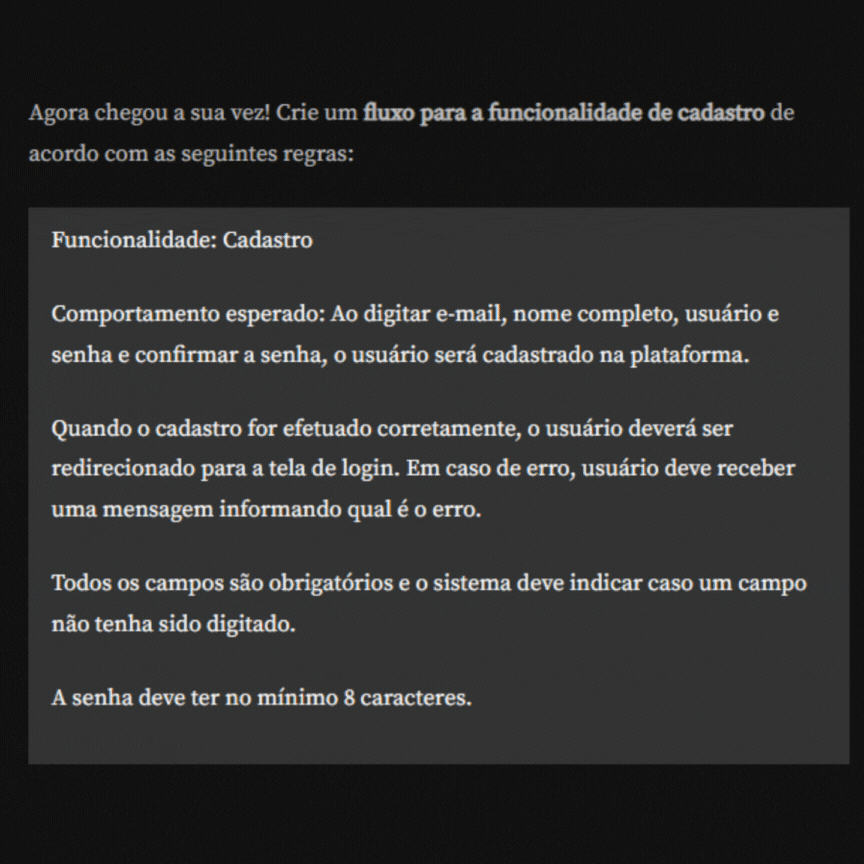 Agora chegou a sua vez! Crie um fluxo para a funcionalidade de cadastro de
acordo com as seguintes regras:
Funcionalidade: Cadastro
Comportamento esperado: Ao digitar e-mail, nome completo, usuário e
senha e confirmar a senha, o usuário será cadastrado na plataforma.
Quando o cadastro for efetuado corretamente, o usuário deverá ser
redirecionado para a tela de login. Em caso de erro, usuário deve receber
uma mensagem informando qual é o erro.
Todos os campos são obrigatórios e o sistema deve indicar caso um campo
não tenha sido digitado.
A senha deve ter no mínimo 8 caracteres.